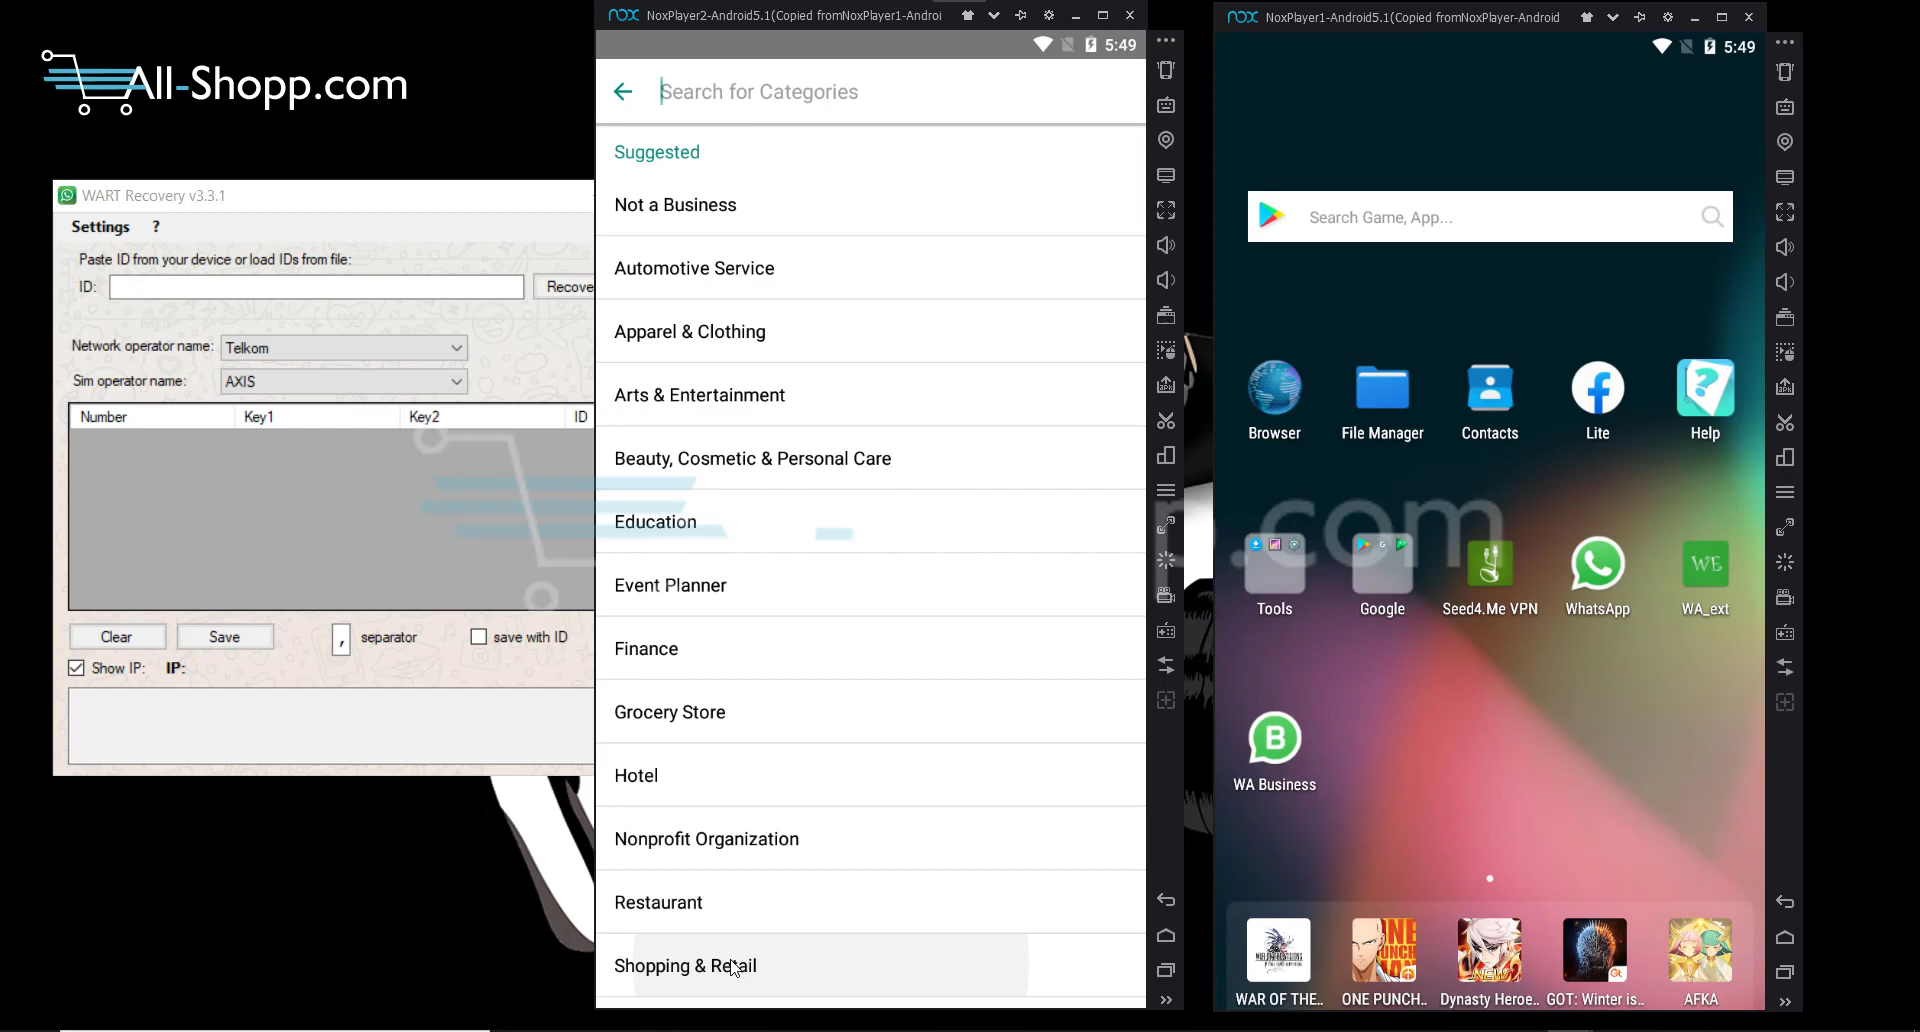 All-Shopp.com
WART Recovery v3.3.1
Settings ?
Paste ID from your device or load IDs from file:
ID:
Recove
Network operator name: Telkom
Sim operator name: AXIS
Number Key1 Key2 ID
Clear Save , separator save with ID
Show IP: IP:
nox NoxPlayer2-Android5.1(Copied fromNoxPlayer1-Androi
5:49
Search for Categories
Suggested
Not a Business
Automotive Service
Apparel & Clothing
Arts & Entertainment
Beauty, Cosmetic & Personal Care
Education
Event Planner
Finance
Grocery Store
Hotel
Nonprofit Organization
Restaurant
Shopping & Retail
nox NoxPlayer1-Android5.1(Copied fromNoxPlayer-Android
5:49
Search Game, App...
Browser File Manager Contacts Lite Help
WE
Tools Google Seed4.Me VPN WhatsApp WA_ext
B
WA Business
p.com
NEW
Gt
WAR OF THE.. ONE PUNCH.. Dynasty Heroe.. GOT: Winter is.. AFKA